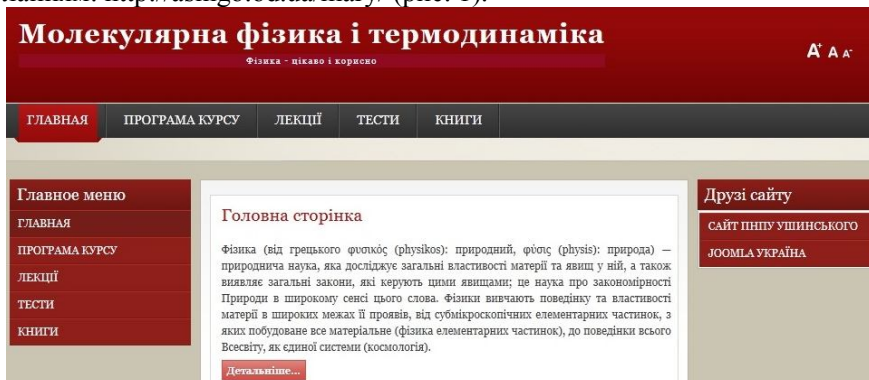 Молекулярна фізика і термодинаміка
Фізика - цікаво і корисно
A+ A A-
ГЛАВНАЯ ПРОГРАМА КУРСУ ЛЕКЦІЇ ТЕСТИ КНИГИ
Главное меню
ГЛАВНАЯ
ПРОГРАМА КУРСУ
ЛЕКЦІЇ
ТЕСТИ
КНИГИ
Головна сторінка
Фізика (від грецького φυσικός (physikos): природний, φύσις (physis): природа) —
природнича наука, яка досліджує загальні властивості матерії та явищ у ній, а також
виявляє загальні закони, які керують цими явищами; це наука про закономірності
Природи в широкому сенсі цього слова. Фізики вивчають поведінку та властивості
матерії в широких межах її проявів, від субмікроскопічних елементарних частинок, з
яких побудоване все матеріальне (фізика елементарних частинок), до поведінки всього
Всесвіту, як єдиної системи (космологія).
Детальніше...
Друзі сайту
САЙТ ПНПУ УШИНСЬКОГО
JOOMLA УКРАЇНА